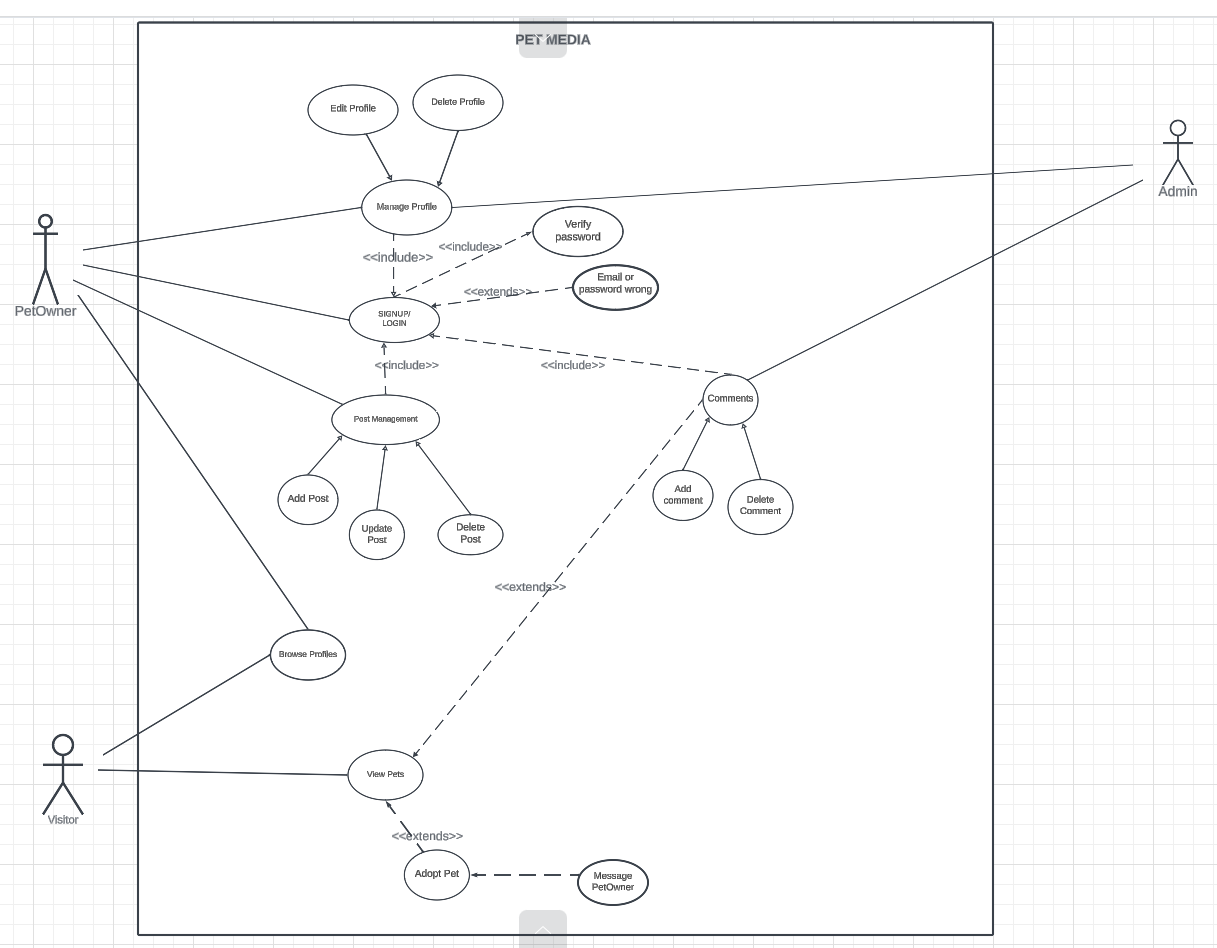 PET MEDIA
Edit Profile
Delete Profile
Admin
Manage Profile
Verify
password
<<include>>
<<include>>
Email or
password wrong
<<extends>>
PetOwner
SIGNUP/
LOGIN
<<include>>
<<include>>
Comments
Post Management
Add Post
Add
comment
Delete
Comment
Update
Post
Delete
Post
<<extends>>
Browse Profiles
View Pets
Visitor
<<extends>>
Adopt Pet
Message
PetOwner